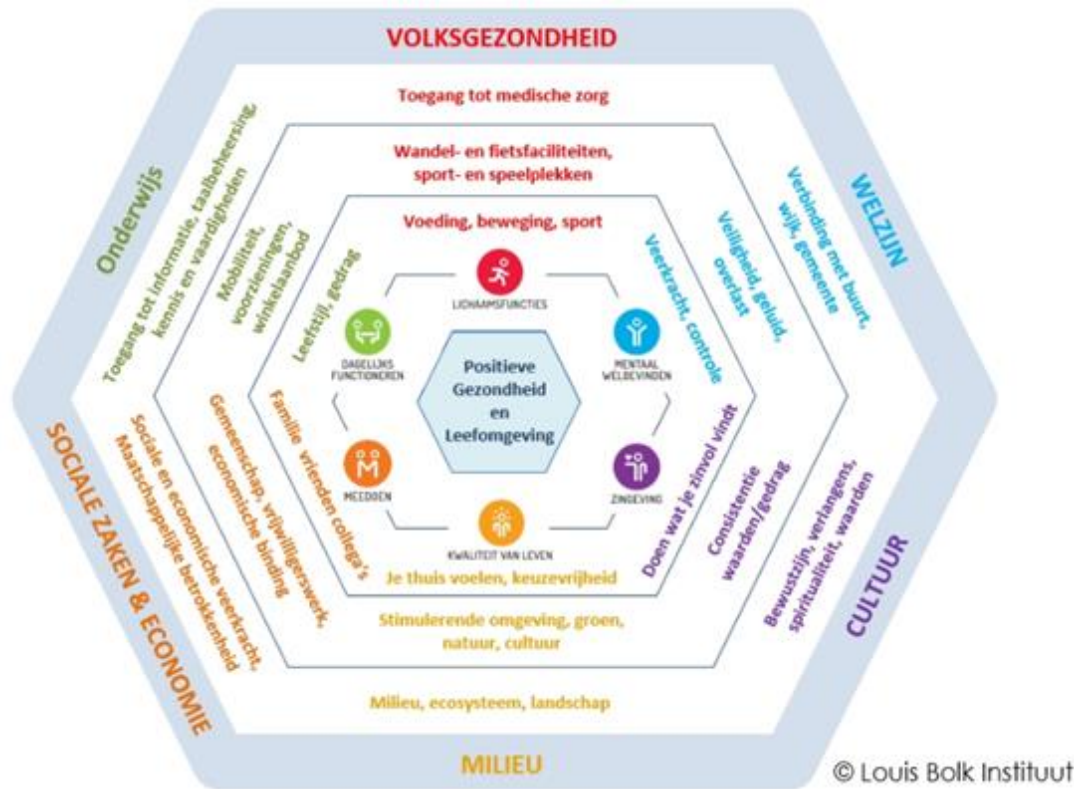 VOLKSGEZONDHEID
Toegang tot medische zorg
Wandel- en fietsfaciliteiten,
sport- en speelplekken
Voeding, beweging, sport
LICHAAMSFUNCTIES
Onderwijs
Toegang tot informatie, taalbeheersing,
kennis en vaardigheden
Mobiliteit,
voorzieningen,
winkelaanbod
Leefstijl, gedrag
DAGELIJKS
FUNCTIONEREN
WELZIJN
Verbinding met buurt,
wijk, gemeente
Veiligheid, geluid,
overlast
Veerkracht, controle
MENTAAL
WELBEVINDEN
Positieve
Gezondheid
en
Leefomgeving
SOCIALE ZAKEN & ECONOMIE
Sociale en economische veerkracht,
Maatschappelijke betrokkenheid
Gemeenschap, vrijwilligerswerk,
economische binding
Familie vrienden collega's
MEEDOEN
ZINGEVING
Doen wat je zinvol vindt
Consistentie
waarden/gedrag
Bewustzijn, verlangens,
spiritualiteit, waarden
CULTUUR
KWALITEIT VAN LEVEN
Je thuis voelen, keuzevrijheid
Stimulerende omgeving, groen,
natuur, cultuur
Milieu, ecosysteem, landschap
MILIEU
© Louis Bolk Instituut